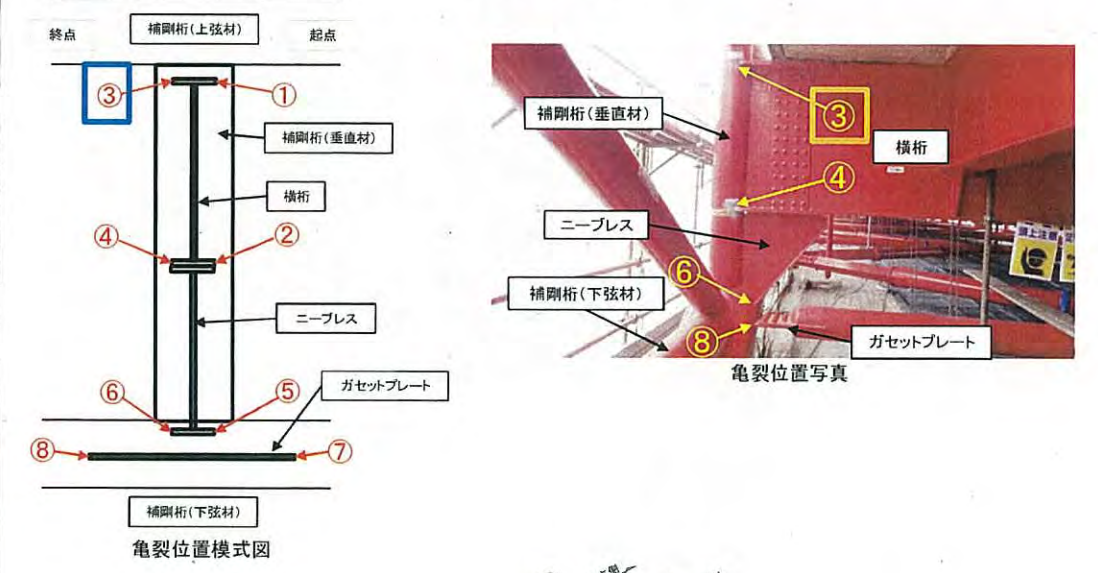 終点
補剛桁(上弦材)
起点
③
①
補剛桁(垂直材)
横桁
④
②
ニーブレス
ガセットプレート
⑥
⑤
⑧
⑦
補剛桁(下弦材)
亀裂位置模式図
補剛桁(垂直材)
③
横桁
④
ニーブレス
⑥
補剛桁(下弦材)
⑧
ガセットプレート
頭上注意
亀裂位置写真